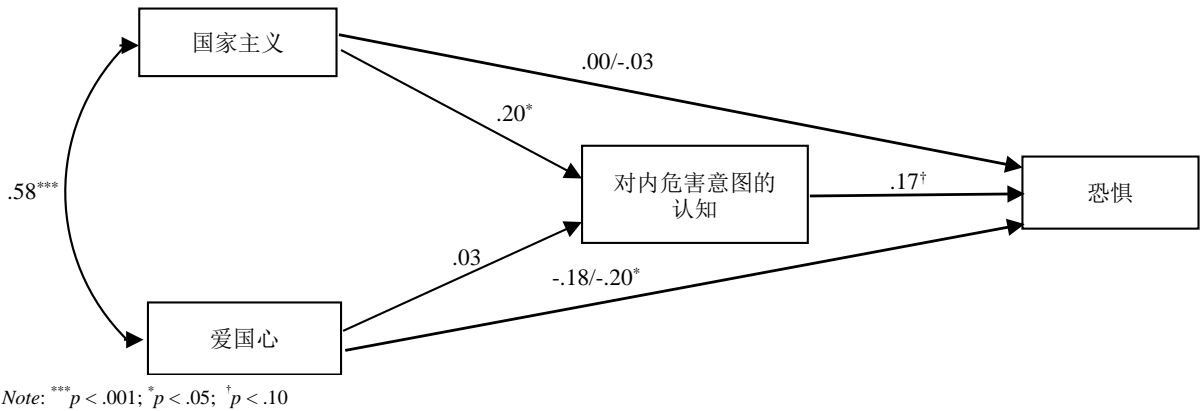 国家主义
.00/-.03
.20*
.58***
对内危害意图的
认知
.17†
恐惧
.03
-.18/-.20*
爱国心
Note: ***p < .001; *p < .05; †p < .10